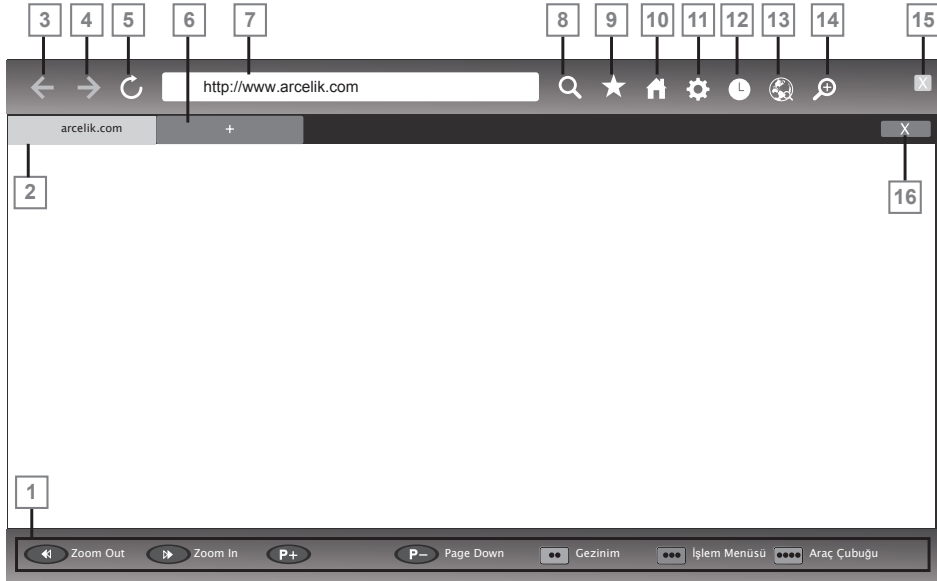 3 4 5 6 7 8 9 10 11 12 13 14 15
http://www.arcelik.com X
arcelik.com + X
2 16
1
Zoom Out Zoom In P+ P− Page Down Gezinim İşlem Menüsü Araç Çubuğu